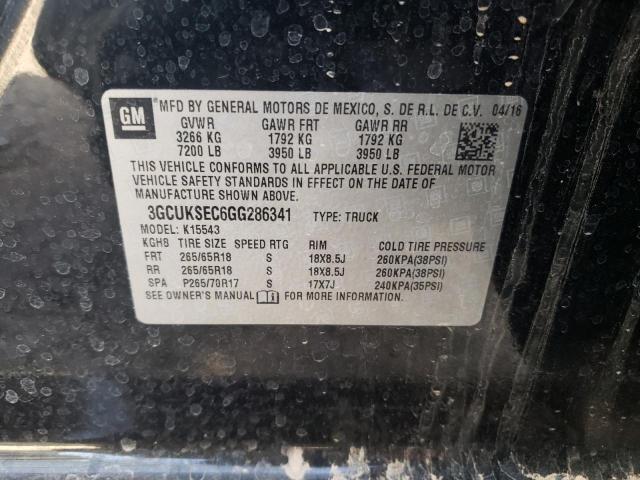 GM
MFD BY GENERAL MOTORS DE MEXICO, S. DE R.L. DE C.V. 04/16
GVWR GAWR FRT GAWR RR
3266 KG 1792 KG 1792 KG
7200 LB 3950 LB 3950 LB
THIS VEHICLE CONFORMS TO ALL APPLICABLE U.S. FEDERAL MOTOR
VEHICLE SAFETY STANDARDS IN EFFECT ON THE DATE OF
MANUFACTURE SHOWN ABOVE.
3GCUKSEC6GG286341 TYPE: TRUCK
MODEL: K15543
KGHB TIRE SIZE SPEED RTG RIM COLD TIRE PRESSURE
FRT 265/65R18 S 18X8.5J 260KPA(38PSI)
RR 265/65R18 S 18X8.5J 260KPA(38PSI)
SPA P265/70R17 S 17X7J 240KPA(35PSI)
SEE OWNER'S MANUAL FOR MORE INFORMATION.